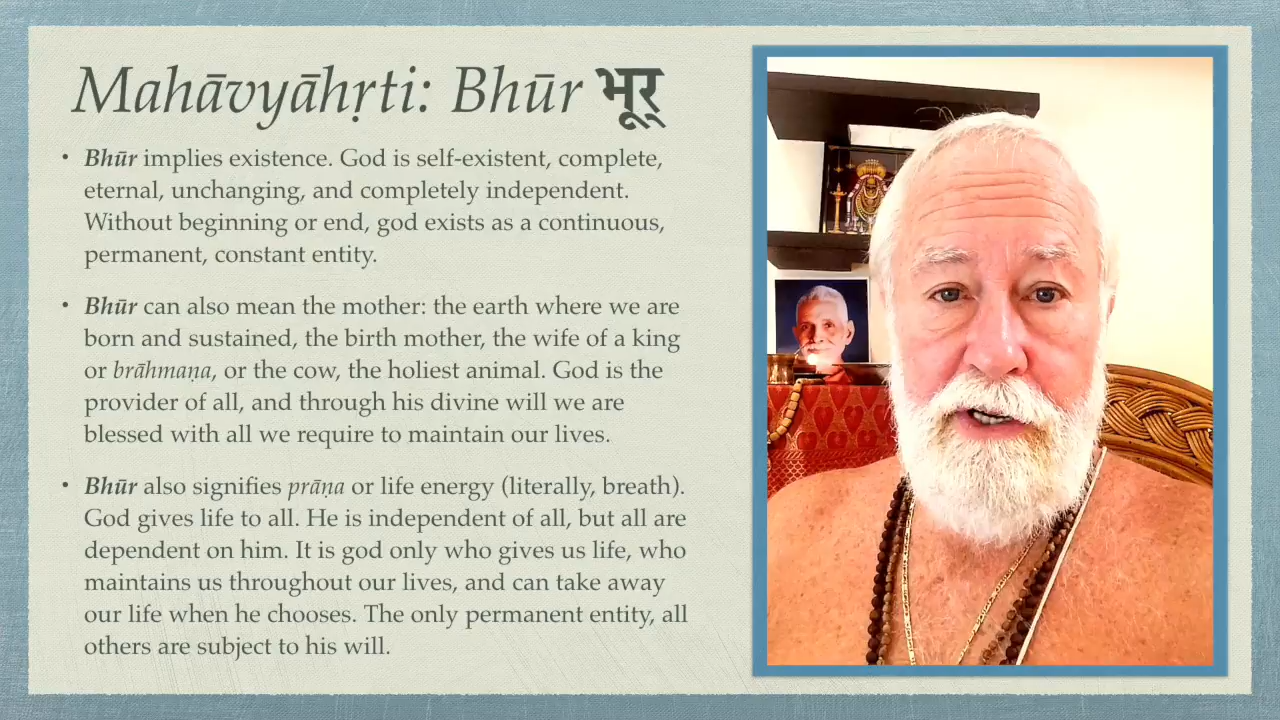 Mahāvyāhṛti: Bhūr भूर्
• Bhūr implies existence. God is self-existent, complete,
eternal, unchanging, and completely independent.
Without beginning or end, god exists as a continuous,
permanent, constant entity.
• Bhūr can also mean the mother: the earth where we are
born and sustained, the birth mother, the wife of a king
or brāhmaṇa, or the cow, the holiest animal. God is the
provider of all, and through his divine will we are
blessed with all we require to maintain our lives.
• Bhūr also signifies prāṇa or life energy (literally, breath).
God gives life to all. He is independent of all, but all are
dependent on him. It is god only who gives us life, who
maintains us throughout our lives, and can take away
our life when he chooses. The only permanent entity, all
others are subject to his will.